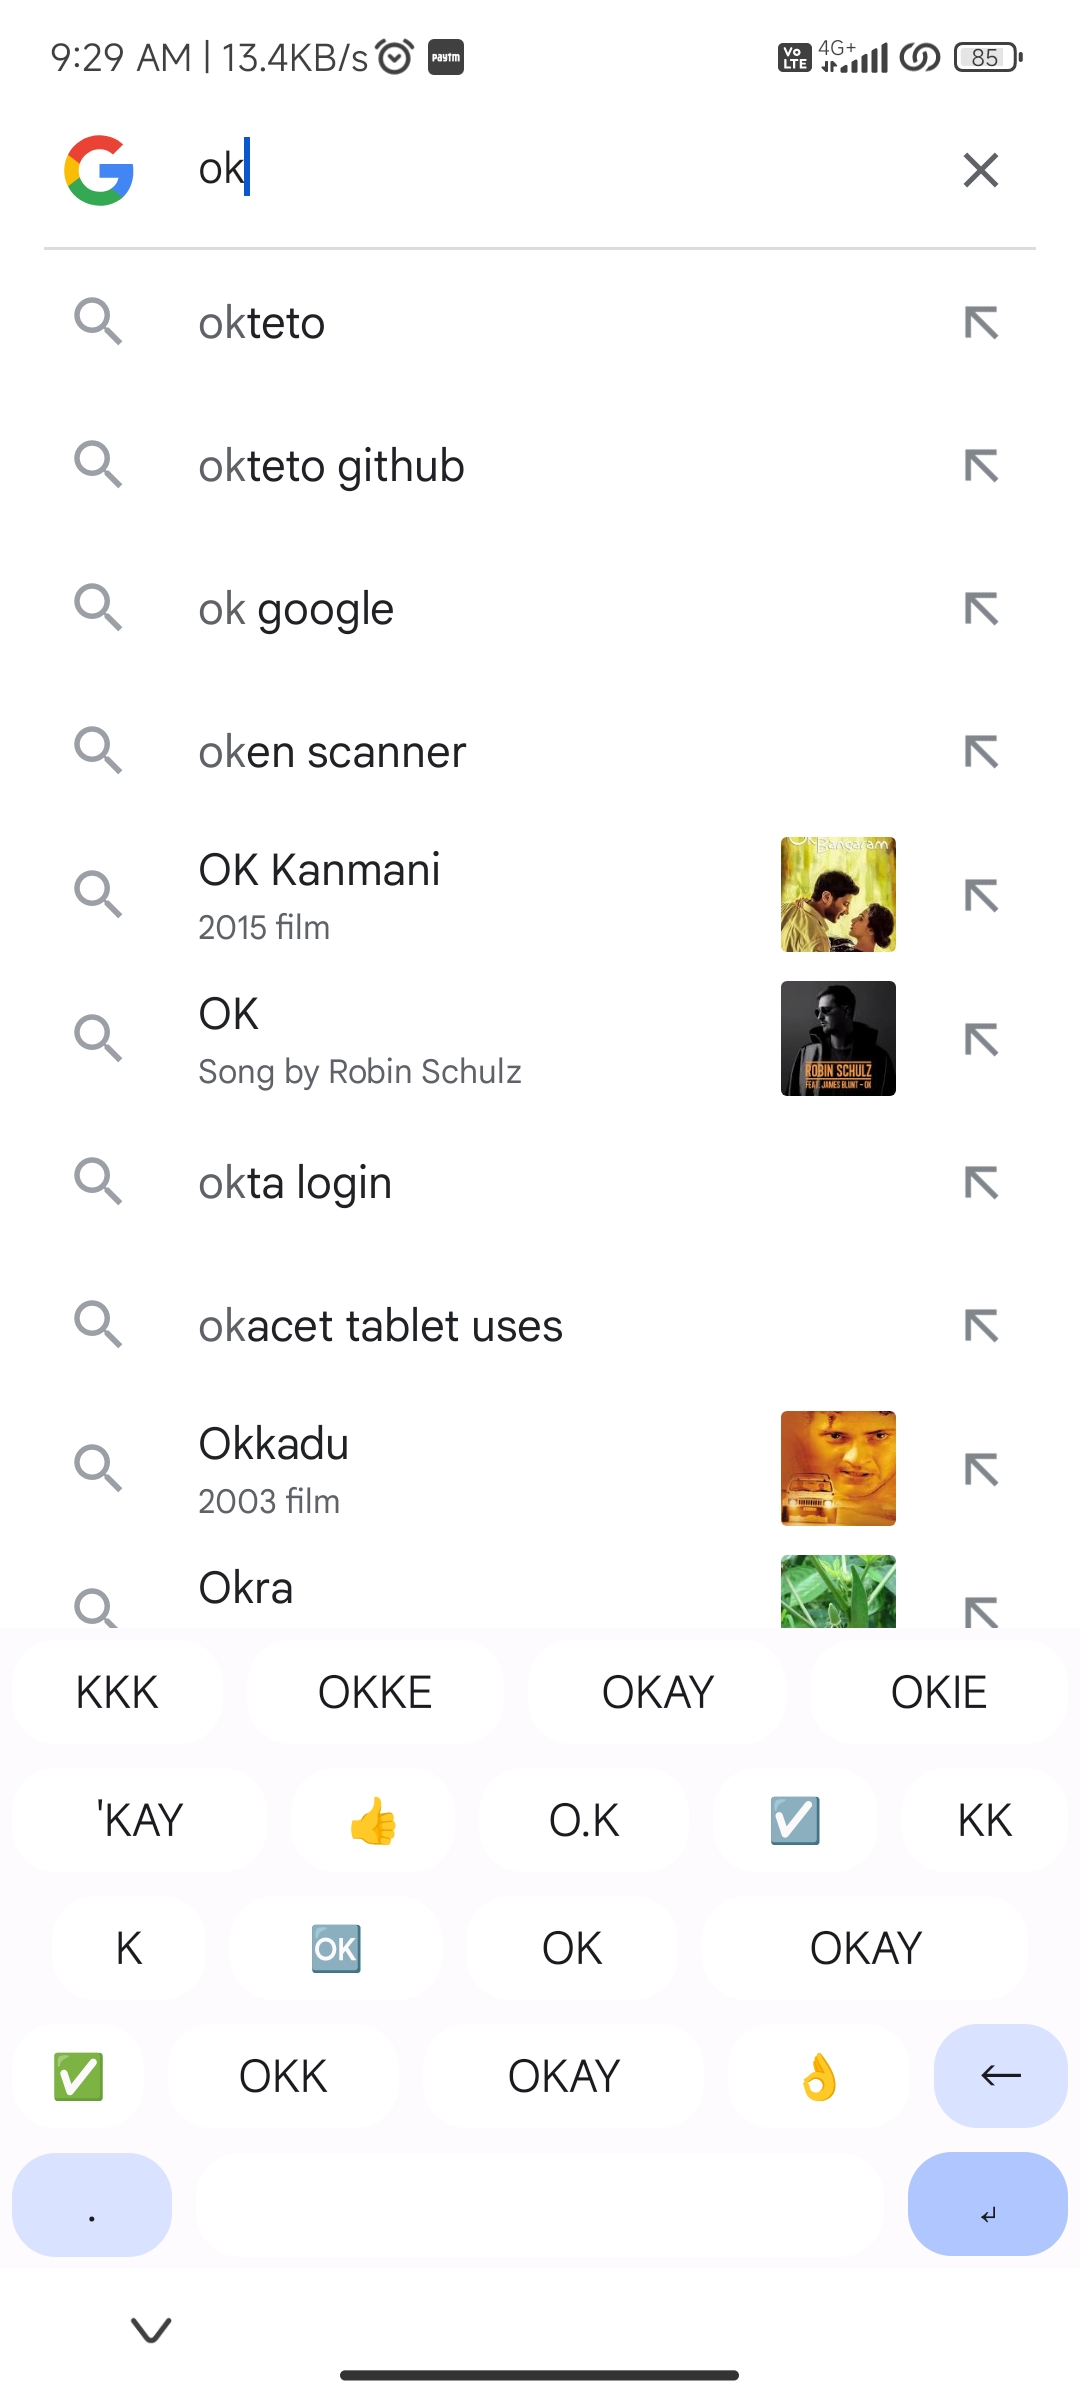 9:29 AM | 13.4KB/s paytm Vo LTE 4G+ 85
ok
okteto
okteto github
ok google
oken scanner
OK Kanmani
2015 film
OK Bangaram
OK
Song by Robin Schulz
ROBIN SCHULZ
FEAT. JAMES BLUNT - OK
okta login
okacet tablet uses
Okkadu
2003 film
Okra
KKK OKKE OKAY OKIE
'KAY 👍 O.K ☑️ KK
K 🆗 OK OKAY
✅ OKK OKAY 👌 ←
. ↵